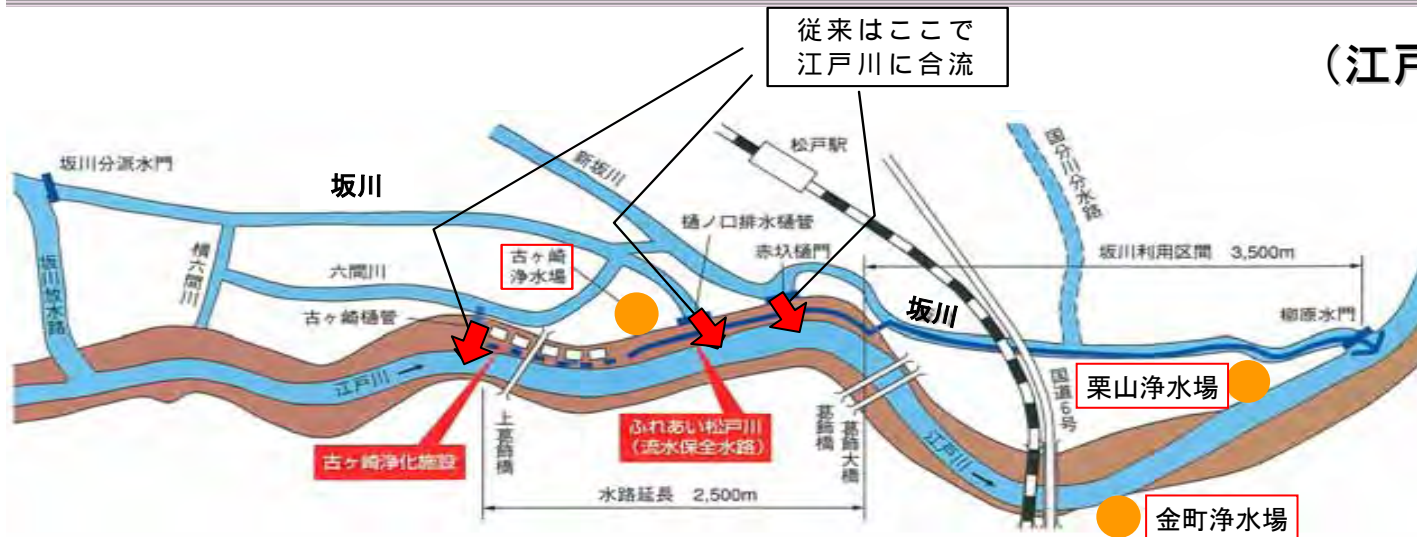 従来はここで
江戸川に合流
（江戸
坂川分派水門
坂川
新坂川
松戸駅
国分川分水路
樋ノ口排水樋管
古ヶ崎
浄水場
赤圦樋門
坂川利用区間 3,500m
横六間川
六間川
坂川放水路
古ヶ崎樋管
坂川
柳原水門
江戸川
栗山浄水場
国道6号
ふれあい松戸川
（流水保全水路）
上葛飾橋
葛飾橋
葛飾大橋
江戸川
古ヶ崎浄化施設
水路延長 2,500m
金町浄水場